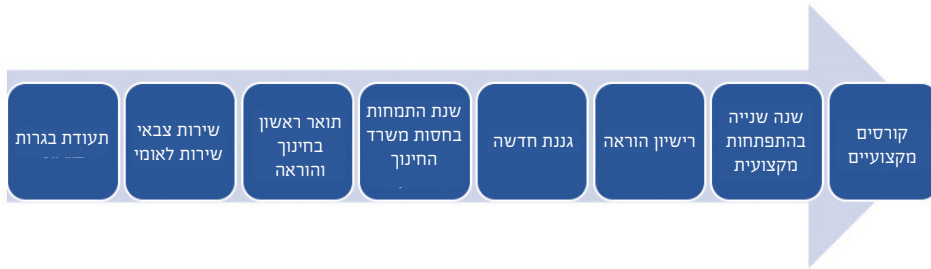 תעודת בגרות
שירות צבאי
שירות לאומי
תואר ראשון
בחינוך
והוראה
שנת התמחות
בחסות משרד
החינוך
גננת חדשה
רישיון הוראה
שנה שנייה
בהתפתחות
מקצועית
קורסים
מקצועיים